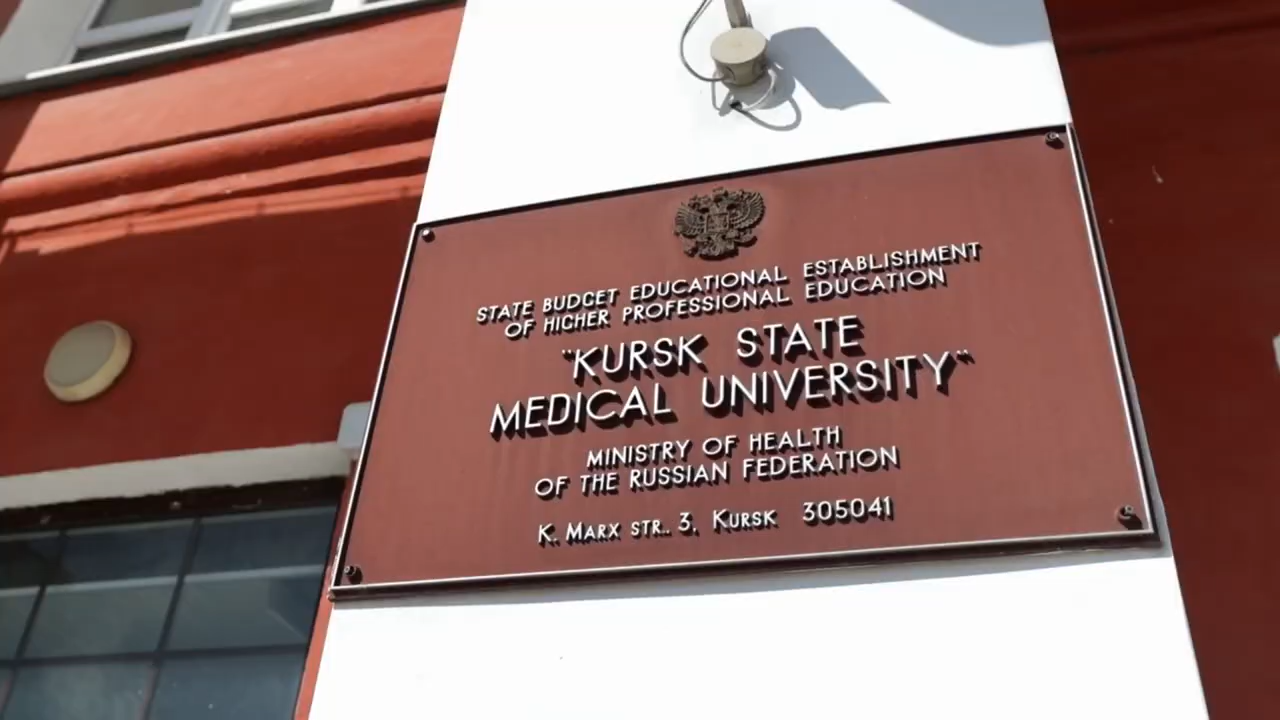 STATE BUDGET EDUCATIONAL ESTABLISHMENT
OF HIGHER PROFESSIONAL EDUCATION
"KURSK STATE
MEDICAL UNIVERSITY"
MINISTRY OF HEALTH
OF THE RUSSIAN FEDERATION
K. MARX STR.. 3, KURSK 305041